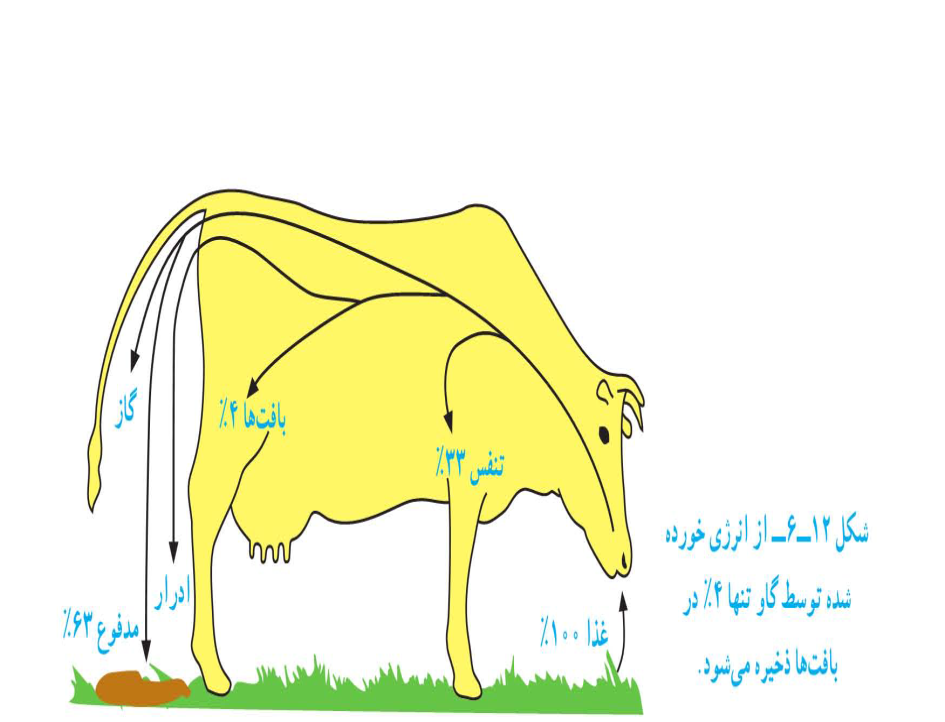 گاز
بافت‌ها ۴٪
تنفس ۳۳٪
ادرار
مدفوع ۶۳٪
غذا ۱۰۰٪
شکل ۱۲ــ۶ــ از انرژی خورده
شده توسط گاو تنها ۴٪ در
بافت‌ها ذخیره می‌شود.